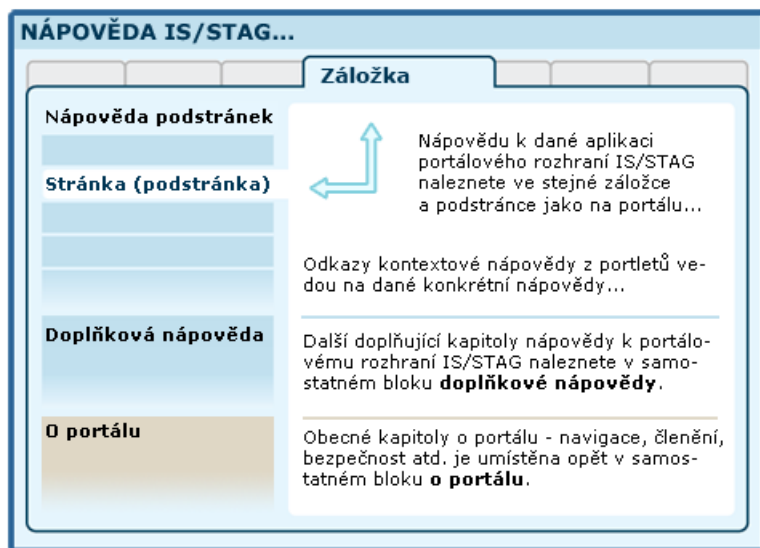 NÁPOVĚDA IS/STAG...
Záložka
Nápověda podstránek
Stránka (podstránka)
Nápovědu k dané aplikaci
portálového rozhraní IS/STAG
naleznete ve stejné záložce
a podstránce jako na portálu...
Odkazy kontextové nápovědy z portletů ve-
dou na dané konkrétní nápovědy...
Doplňková nápověda
Další doplňující kapitoly nápovědy k portálo-
vému rozhraní IS/STAG naleznete v samo-
statném bloku doplňkové nápovědy.
O portálu
Obecné kapitoly o portálu - navigace, členění,
bezpečnost atd. je umístěna opět v samos-
tatném bloku o portálu.